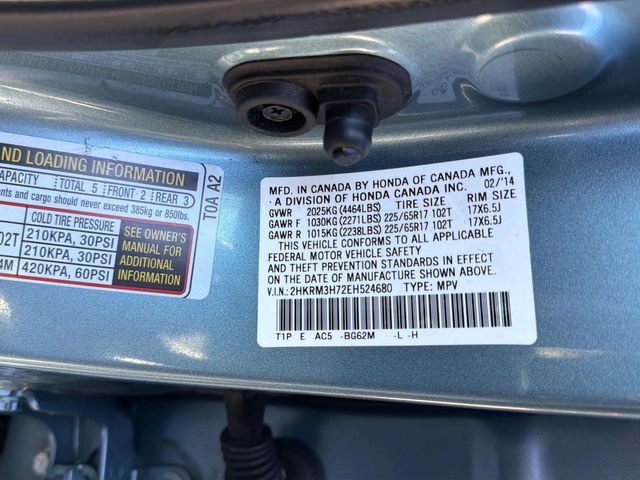 ND LOADING INFORMATION
APACITY TOTAL 5 FRONT 2 REAR 3
nts and cargo should never exceed 385kg or 850lbs.
COLD TIRE PRESSURE
SEE OWNER'S
MANUAL FOR
ADDITIONAL
INFORMATION
02T 210KPA, 30PSI
210KPA, 30PSI
4M 420KPA, 60PSI
T0A A2
MFD. IN CANADA BY HONDA OF CANADA MFG.,
A DIVISION OF HONDA CANADA INC. 02/'14
GVWR 2025KG (4464LBS) TIRE SIZE RIM SIZE
GAWR F 1030KG (2271LBS) 225/65R17 102T 17X6.5J
GAWR R 1015KG (2238LBS) 225/65R17 102T 17X6.5J
THIS VEHICLE CONFORMS TO ALL APPLICABLE
FEDERAL MOTOR VEHICLE SAFETY
AND THEFT PREVENTION STANDARDS IN EFFECT
ON THE DATE OF MANUFACTURE SHOWN ABOVE.
V.I.N.: 2HKRM3H72EH524680 TYPE: MPV
T1P E AC5 -BG62M -L -H